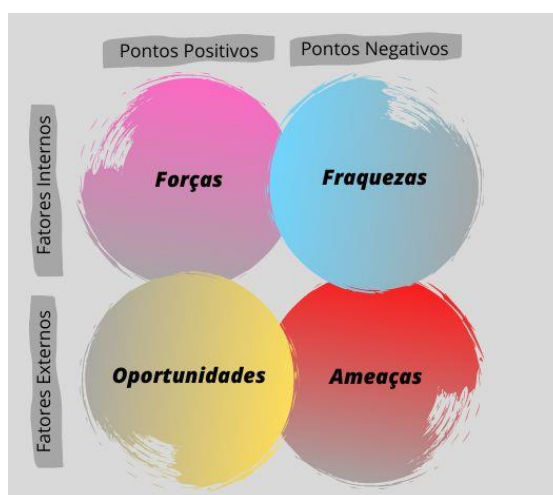 Pontos Positivos
Pontos Negativos
Fatores Internos
Forças
Fraquezas
Fatores Externos
Oportunidades
Ameaças